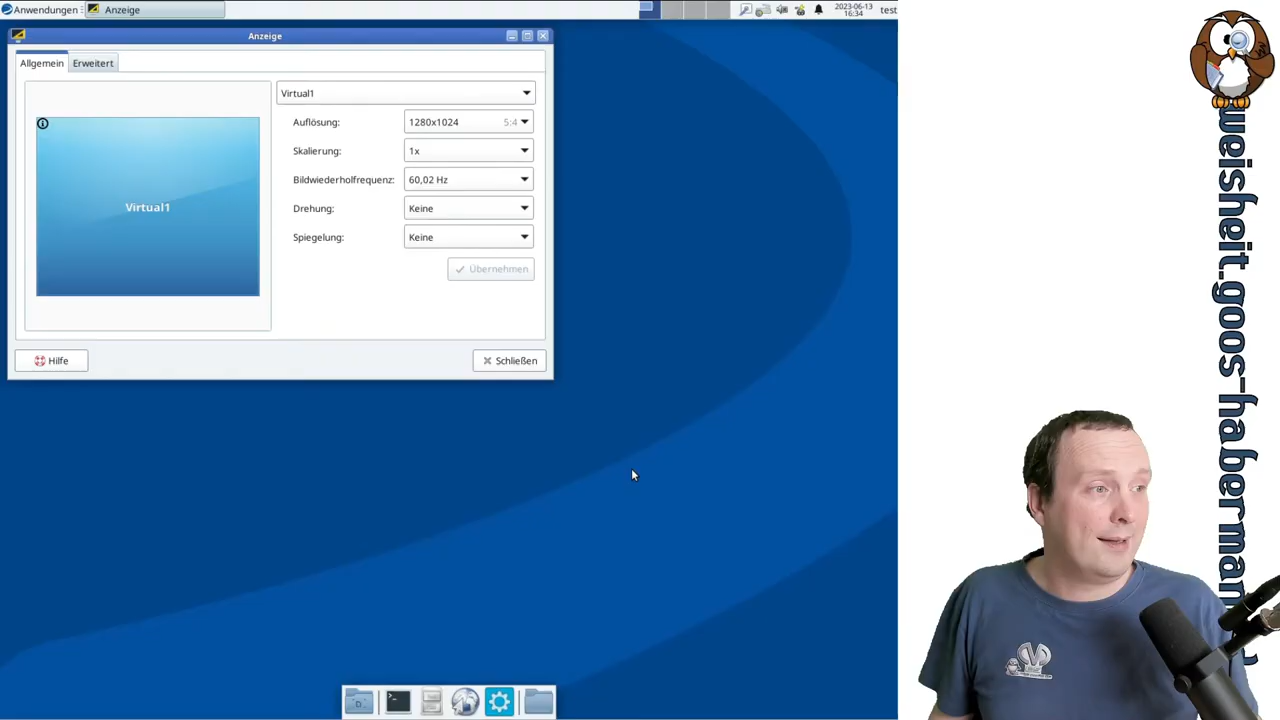 Anwendungen
Anzeige
2023-06-13
16:34
test
Anzeige
Allgemein
Erweitert
Virtual1
Virtual1
Auflösung:
1280x1024
5:4
Skalierung:
1x
Bildwiederholfrequenz:
60,02 Hz
Drehung:
Keine
Spiegelung:
Keine
Übernehmen
Hilfe
Schließen
weisheit.goos-haberman